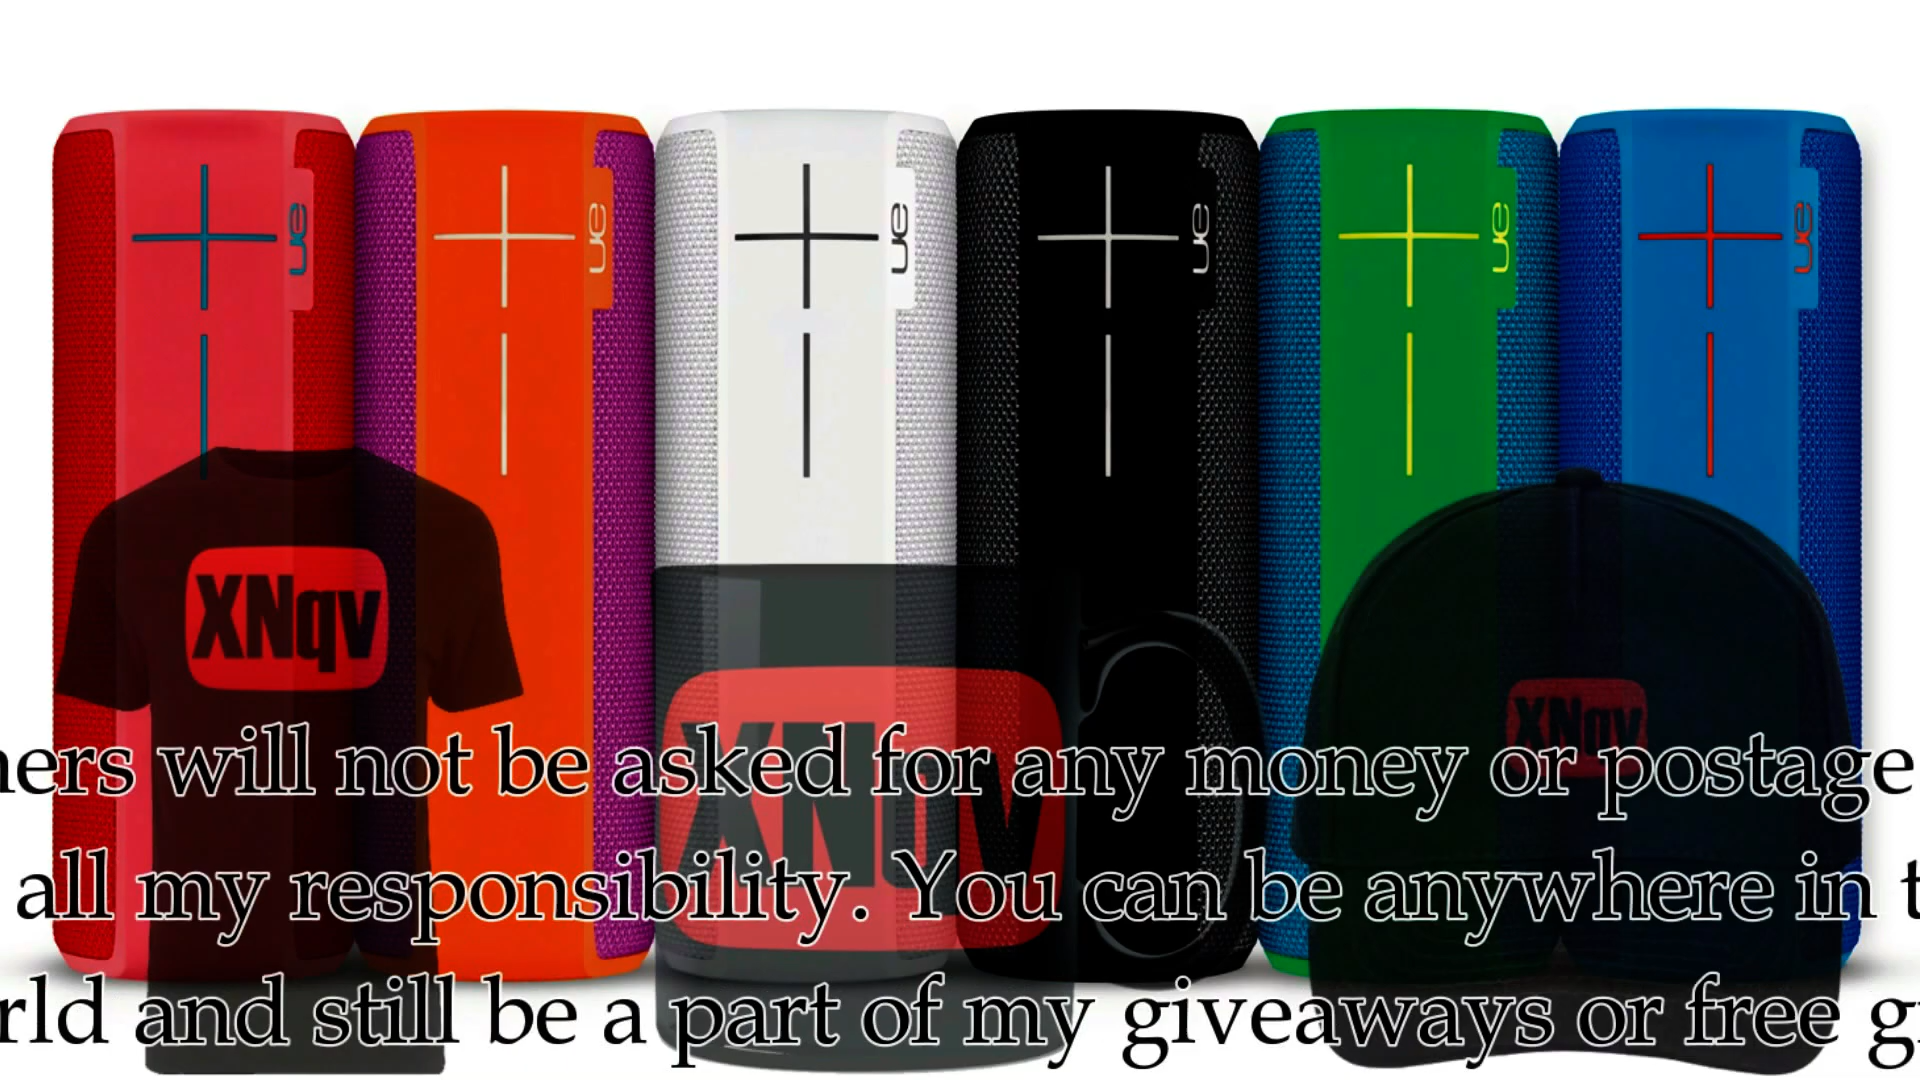 ue ue ue ue ue ue
XNqv
XNqv
XNqv
ners will not be asked for any money or postage
all my responsibility. You can be anywhere in t
rld and still be a part of my giveaways or free g